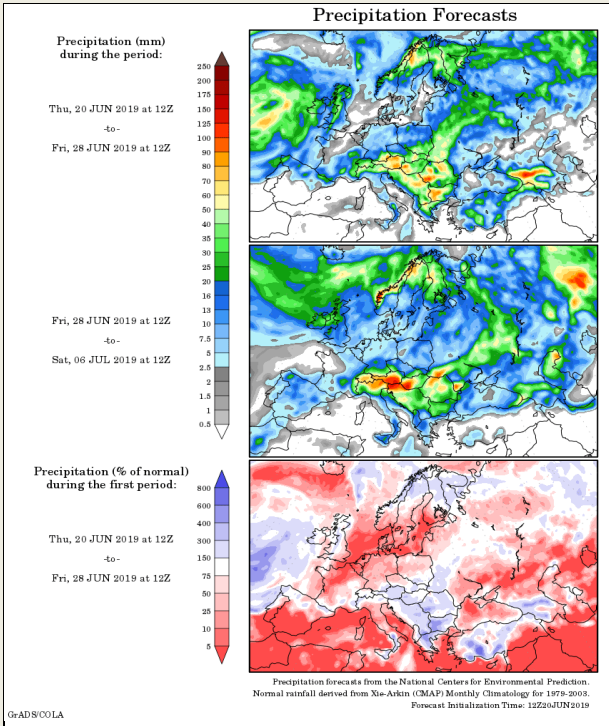 Precipitation Forecasts
Precipitation (mm)
during the period:
Thu, 20 JUN 2019 at 12Z
-to-
Fri, 28 JUN 2019 at 12Z
250
200
175
150
125
100
90
80
70
60
50
40
35
30
25
20
16
13
10
7.5
5
2.5
2
1.5
1
0.5
Fri, 28 JUN 2019 at 12Z
-to-
Sat, 06 JUL 2019 at 12Z
Precipitation (% of normal)
during the first period:
Thu, 20 JUN 2019 at 12Z
-to-
Fri, 28 JUN 2019 at 12Z
800
600
400
300
150
75
50
25
10
5
Precipitation forecasts from the National Centers for Environmental Prediction.
Normal rainfall derived from Xie-Arkin (CMAP) Monthly Climatology for 1979-2003.
Forecast Initialization Time: 12Z20JUN2019
GrADS/COLA